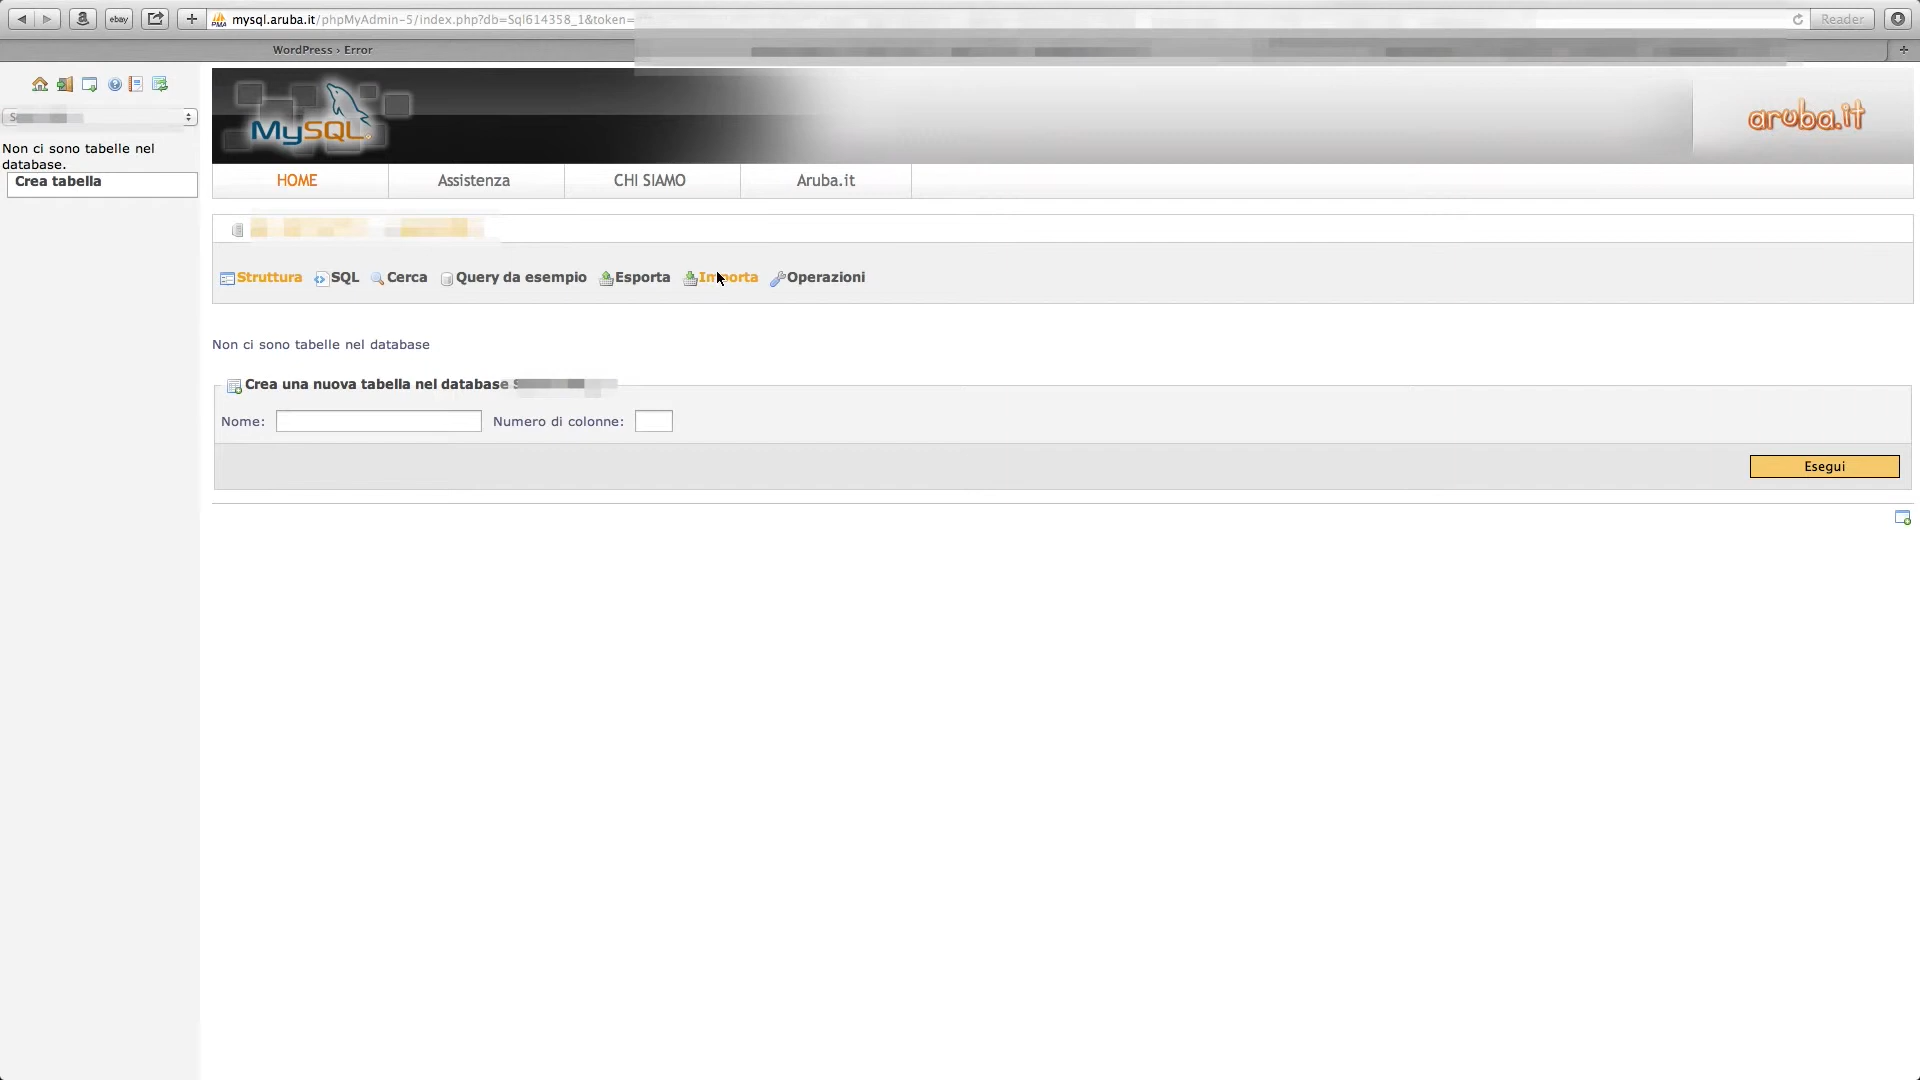 mysql.aruba.it/phpMyAdmin-5/index.php?db=Sql614358_1&token=
Reader
WordPress › Error
ebay
MySQL
aruba.it
Non ci sono tabelle nel
database.
Crea tabella
HOME Assistenza CHI SIAMO Aruba.it
Struttura SQL Cerca Query da esempio Esporta Importa Operazioni
Non ci sono tabelle nel database
Crea una nuova tabella nel database
Nome: Numero di colonne:
Esegui